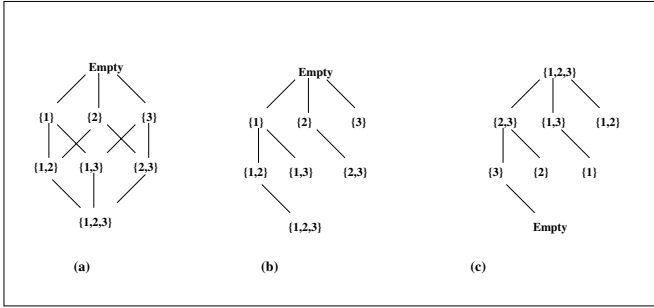 Empty Empty {1,2,3}
{1} {2} {3} {1} {2} {3} {2,3} {1,3} {1,2}
{1,2} {1,3} {2,3} {1,2} {1,3} {2,3} {3} {2} {1}
{1,2,3} {1,2,3} Empty
(a) (b) (c)